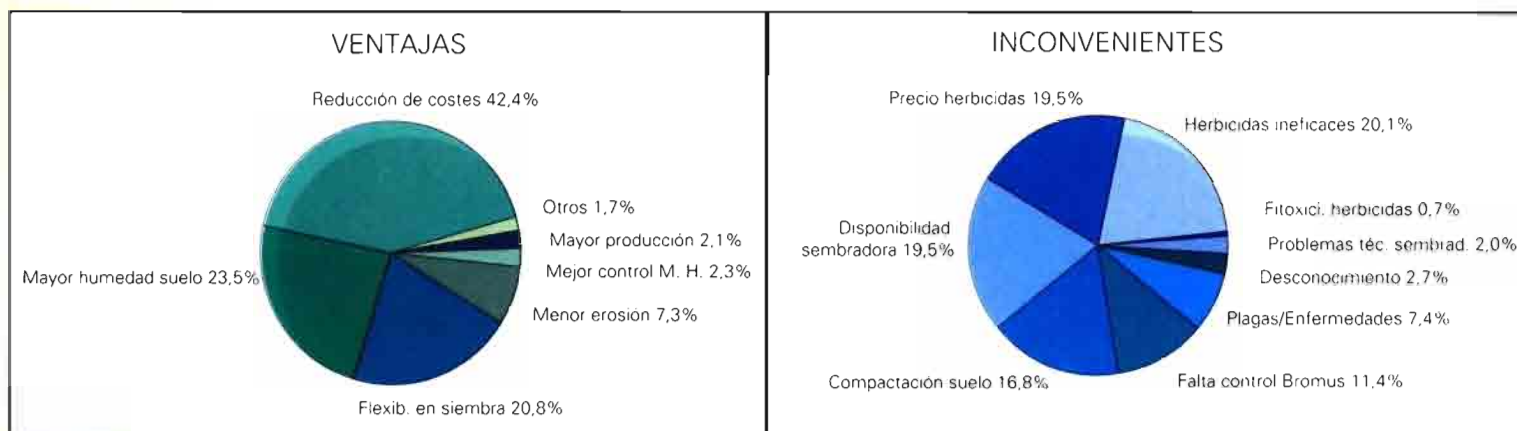 VENTAJAS
Reducción de costes 42,4%
Otros 1,7%
Mayor producción 2,1%
Mejor control M. H. 2,3%
Menor erosión 7,3%
Mayor humedad suelo 23,5%
Flexib. en siembra 20,8%
INCONVENIENTES
Precio herbicidas 19,5%
Herbicidas ineficaces 20,1%
Fitoxici. herbicidas 0,7%
Problemas téc. sembrad. 2,0%
Desconocimiento 2,7%
Plagas/Enfermedades 7,4%
Disponibilidad
sembradora 19,5%
Compactación suelo 16,8%
Falta control Bromus 11,4%